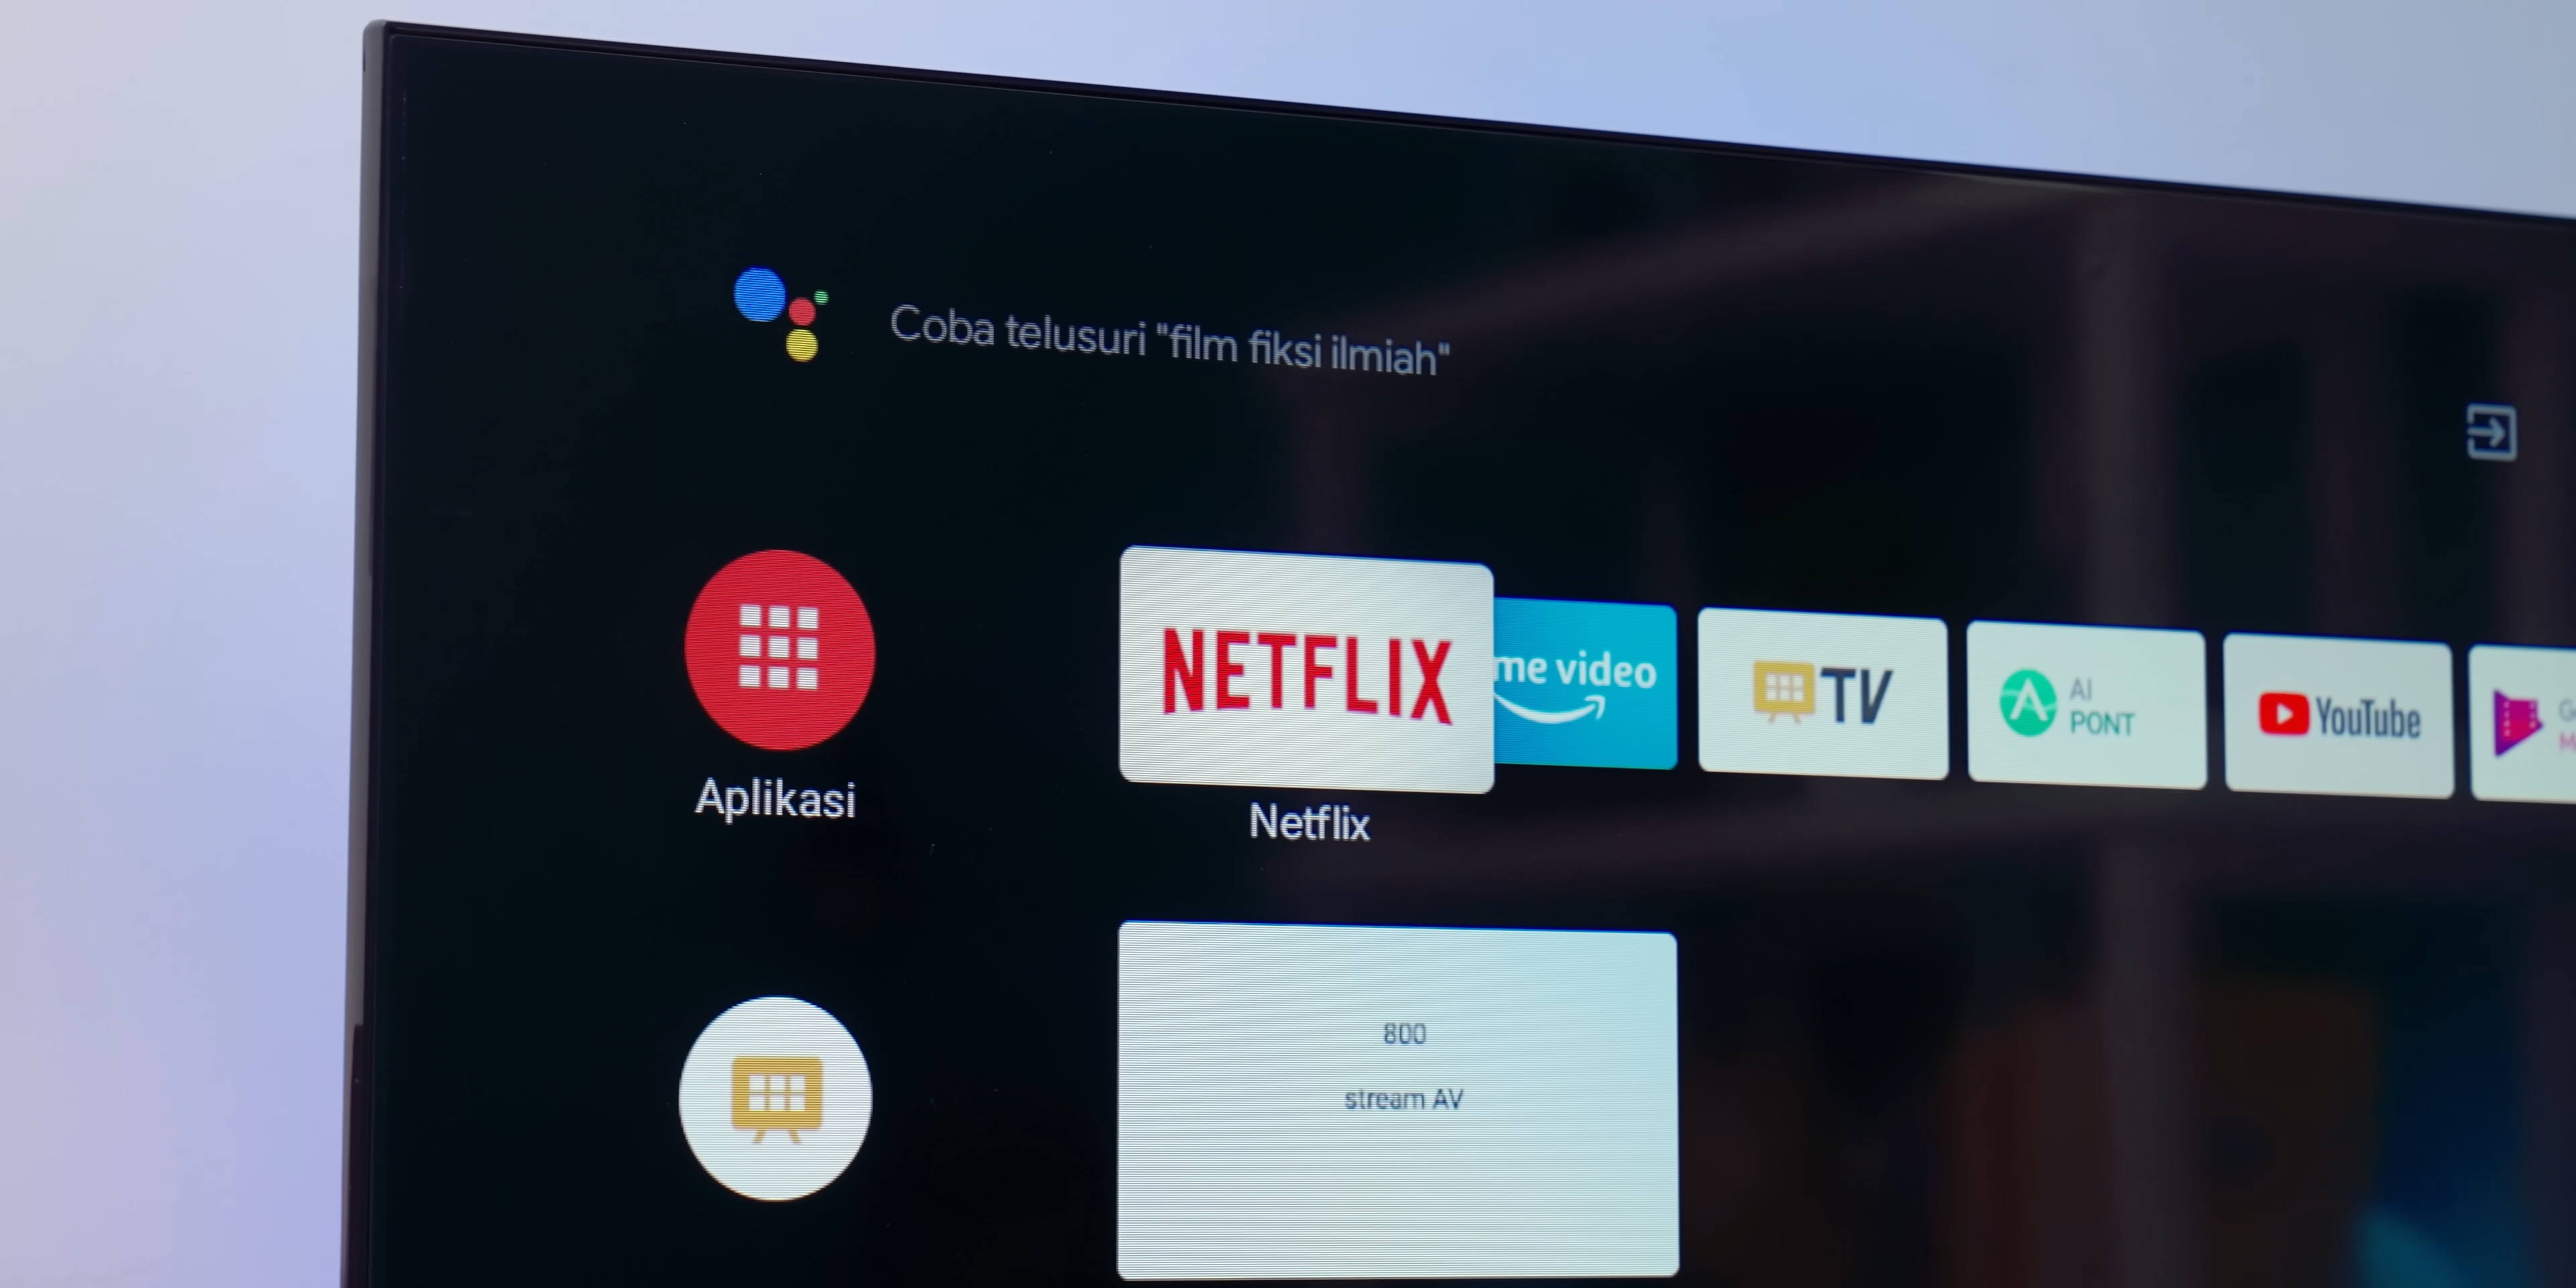 Coba telusuri "film fiksi ilmiah"
NETFLIX
me video
TV
AI
PONT
YouTube
Aplikasi
Netflix
800
stream AV